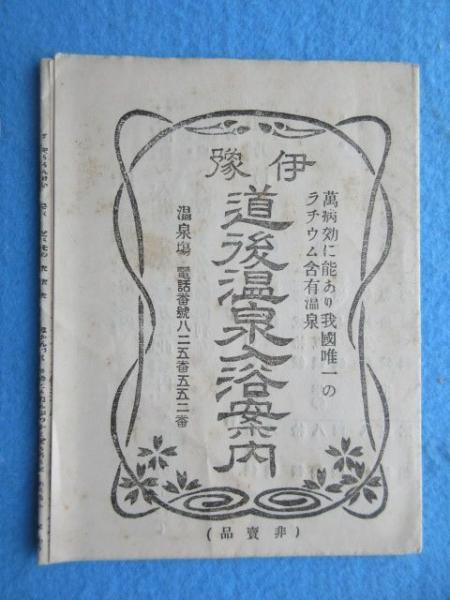 伊豫
萬病効に能あり我國唯一の
ラヂウム含有温泉
道後温泉入浴案内
温泉塲 電話番號八二五番五五二番
(非賣品)